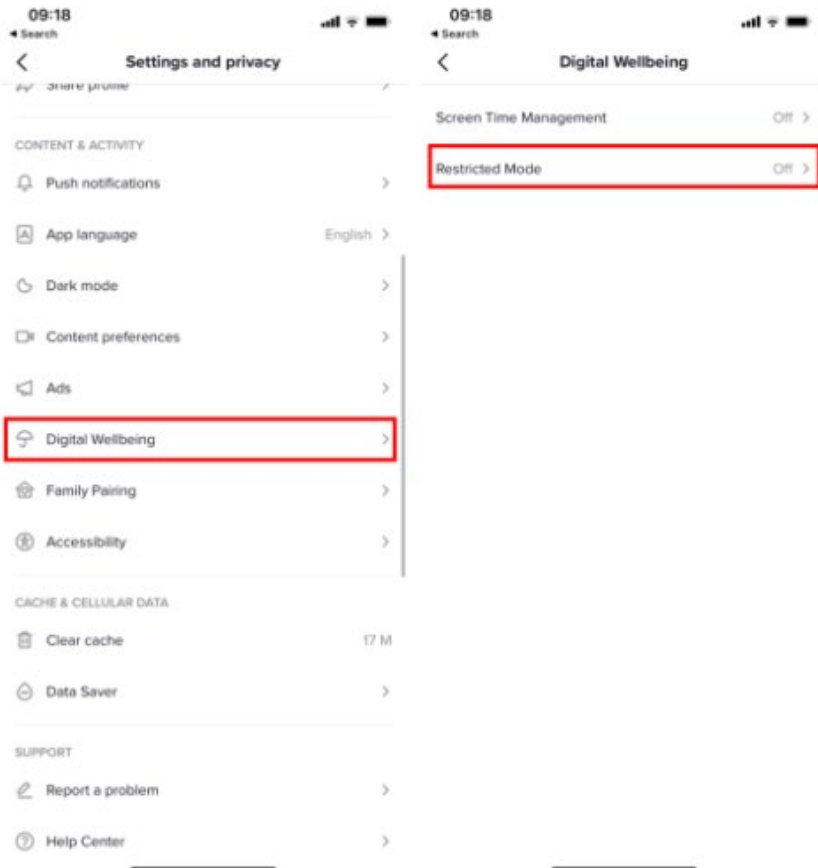 09:18
◀ Search
Settings and privacy
Share profile
CONTENT & ACTIVITY
Push notifications
App language English
Dark mode
Content preferences
Ads
Digital Wellbeing
Family Pairing
Accessibility
CACHE & CELLULAR DATA
Clear cache 17 M
Data Saver
SUPPORT
Report a problem
Help Center
09:18
◀ Search
Digital Wellbeing
Screen Time Management Off
Restricted Mode Off